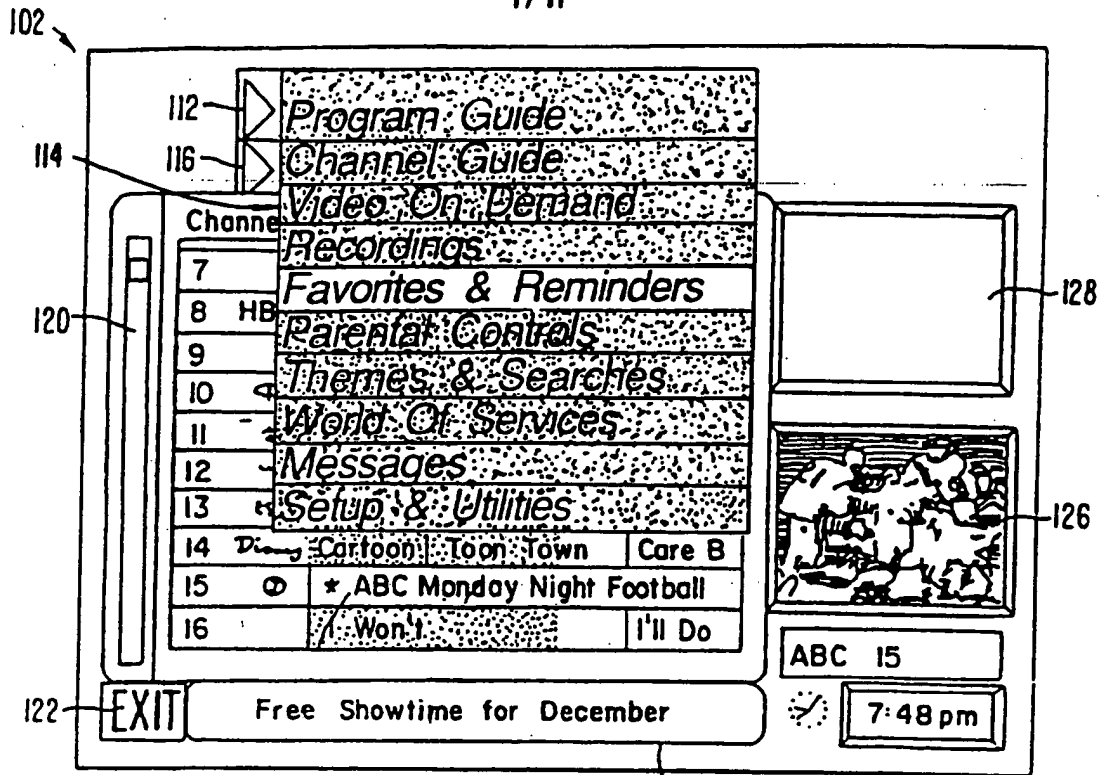 102
112
Program Guide
116
Channel Guide
114
Video On Demand
Channe
Recordings
7
Favorites & Reminders
8 HB
128
120
Parental Controls
9
Themes & Searches
10
World Of Services
11
12
Messages
13
Setup & Utilities
126
14 Disney Cartoon Toon Town Care B
15 * ABC Monday Night Football
16 I Won't I'll Do
ABC 15
122
EXIT
Free Showtime for December
7:48 pm